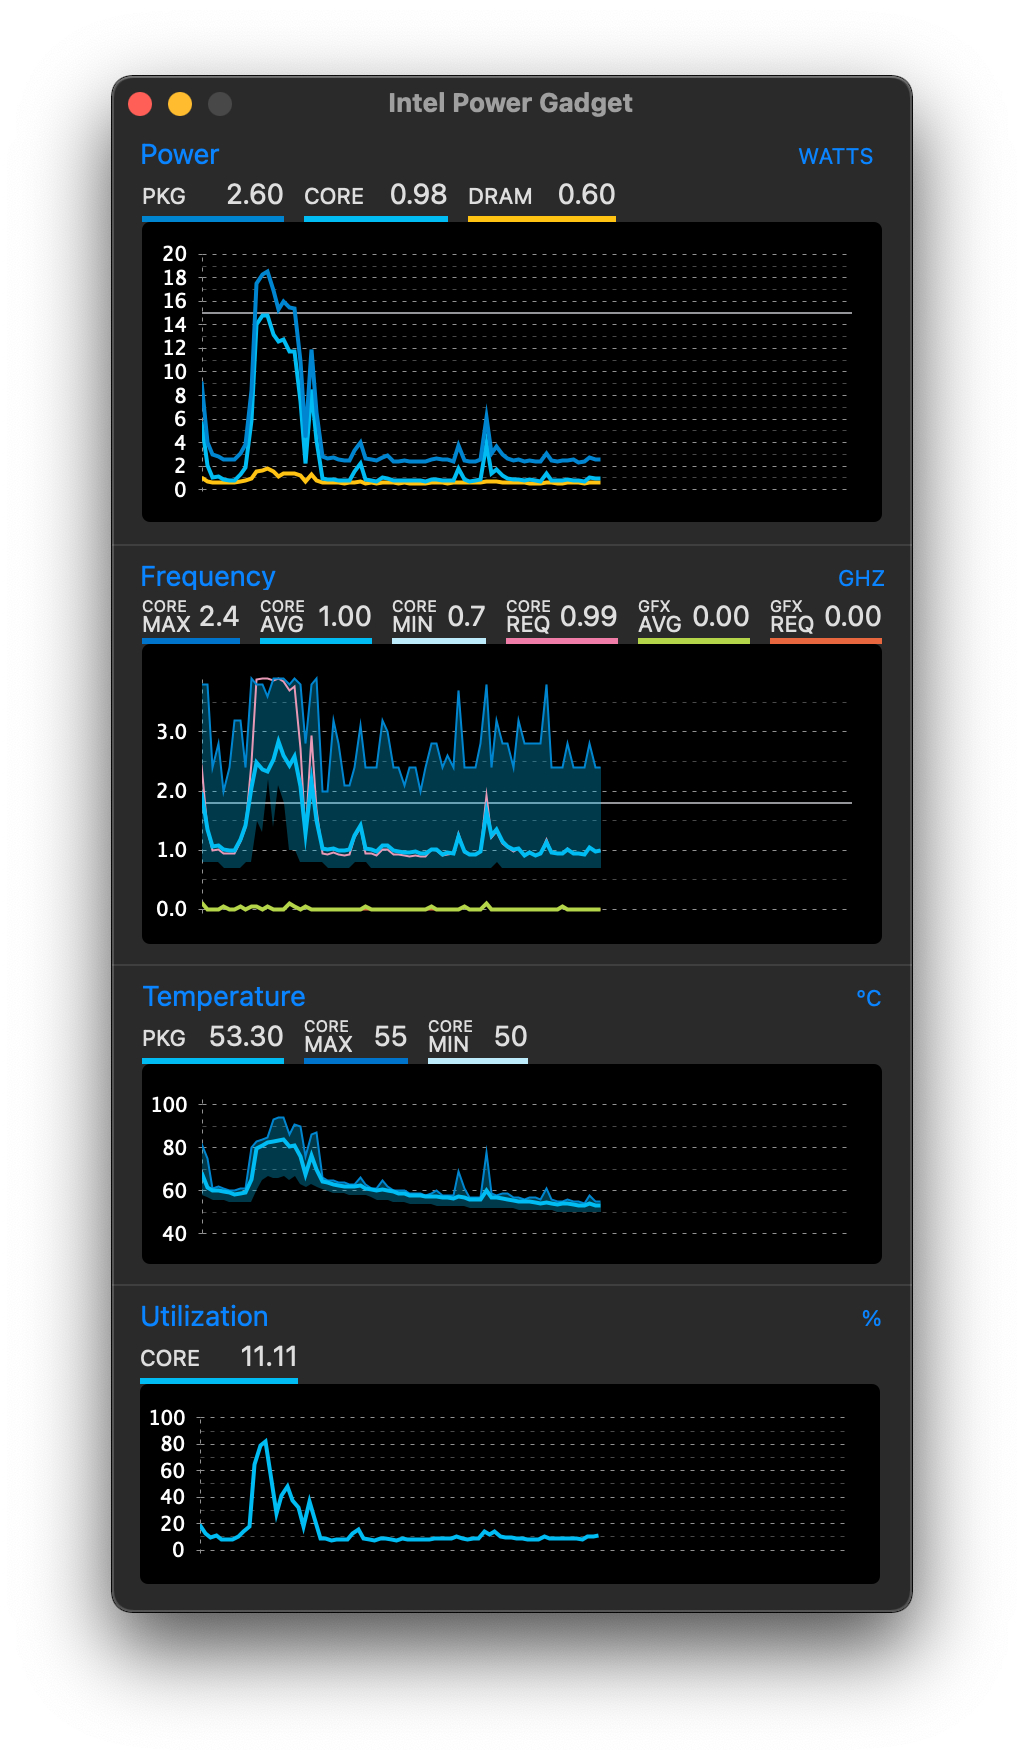 Intel Power Gadget
Power WATTS
PKG 2.60 CORE 0.98 DRAM 0.60
20
18
16
14
12
10
8
6
4
2
0
Frequency GHZ
CORE MAX 2.4 CORE AVG 1.00 CORE MIN 0.7 CORE REQ 0.99 GFX AVG 0.00 GFX REQ 0.00
3.0
2.0
1.0
0.0
Temperature °C
PKG 53.30 CORE MAX 55 CORE MIN 50
100
80
60
40
Utilization %
CORE 11.11
100
80
60
40
20
0